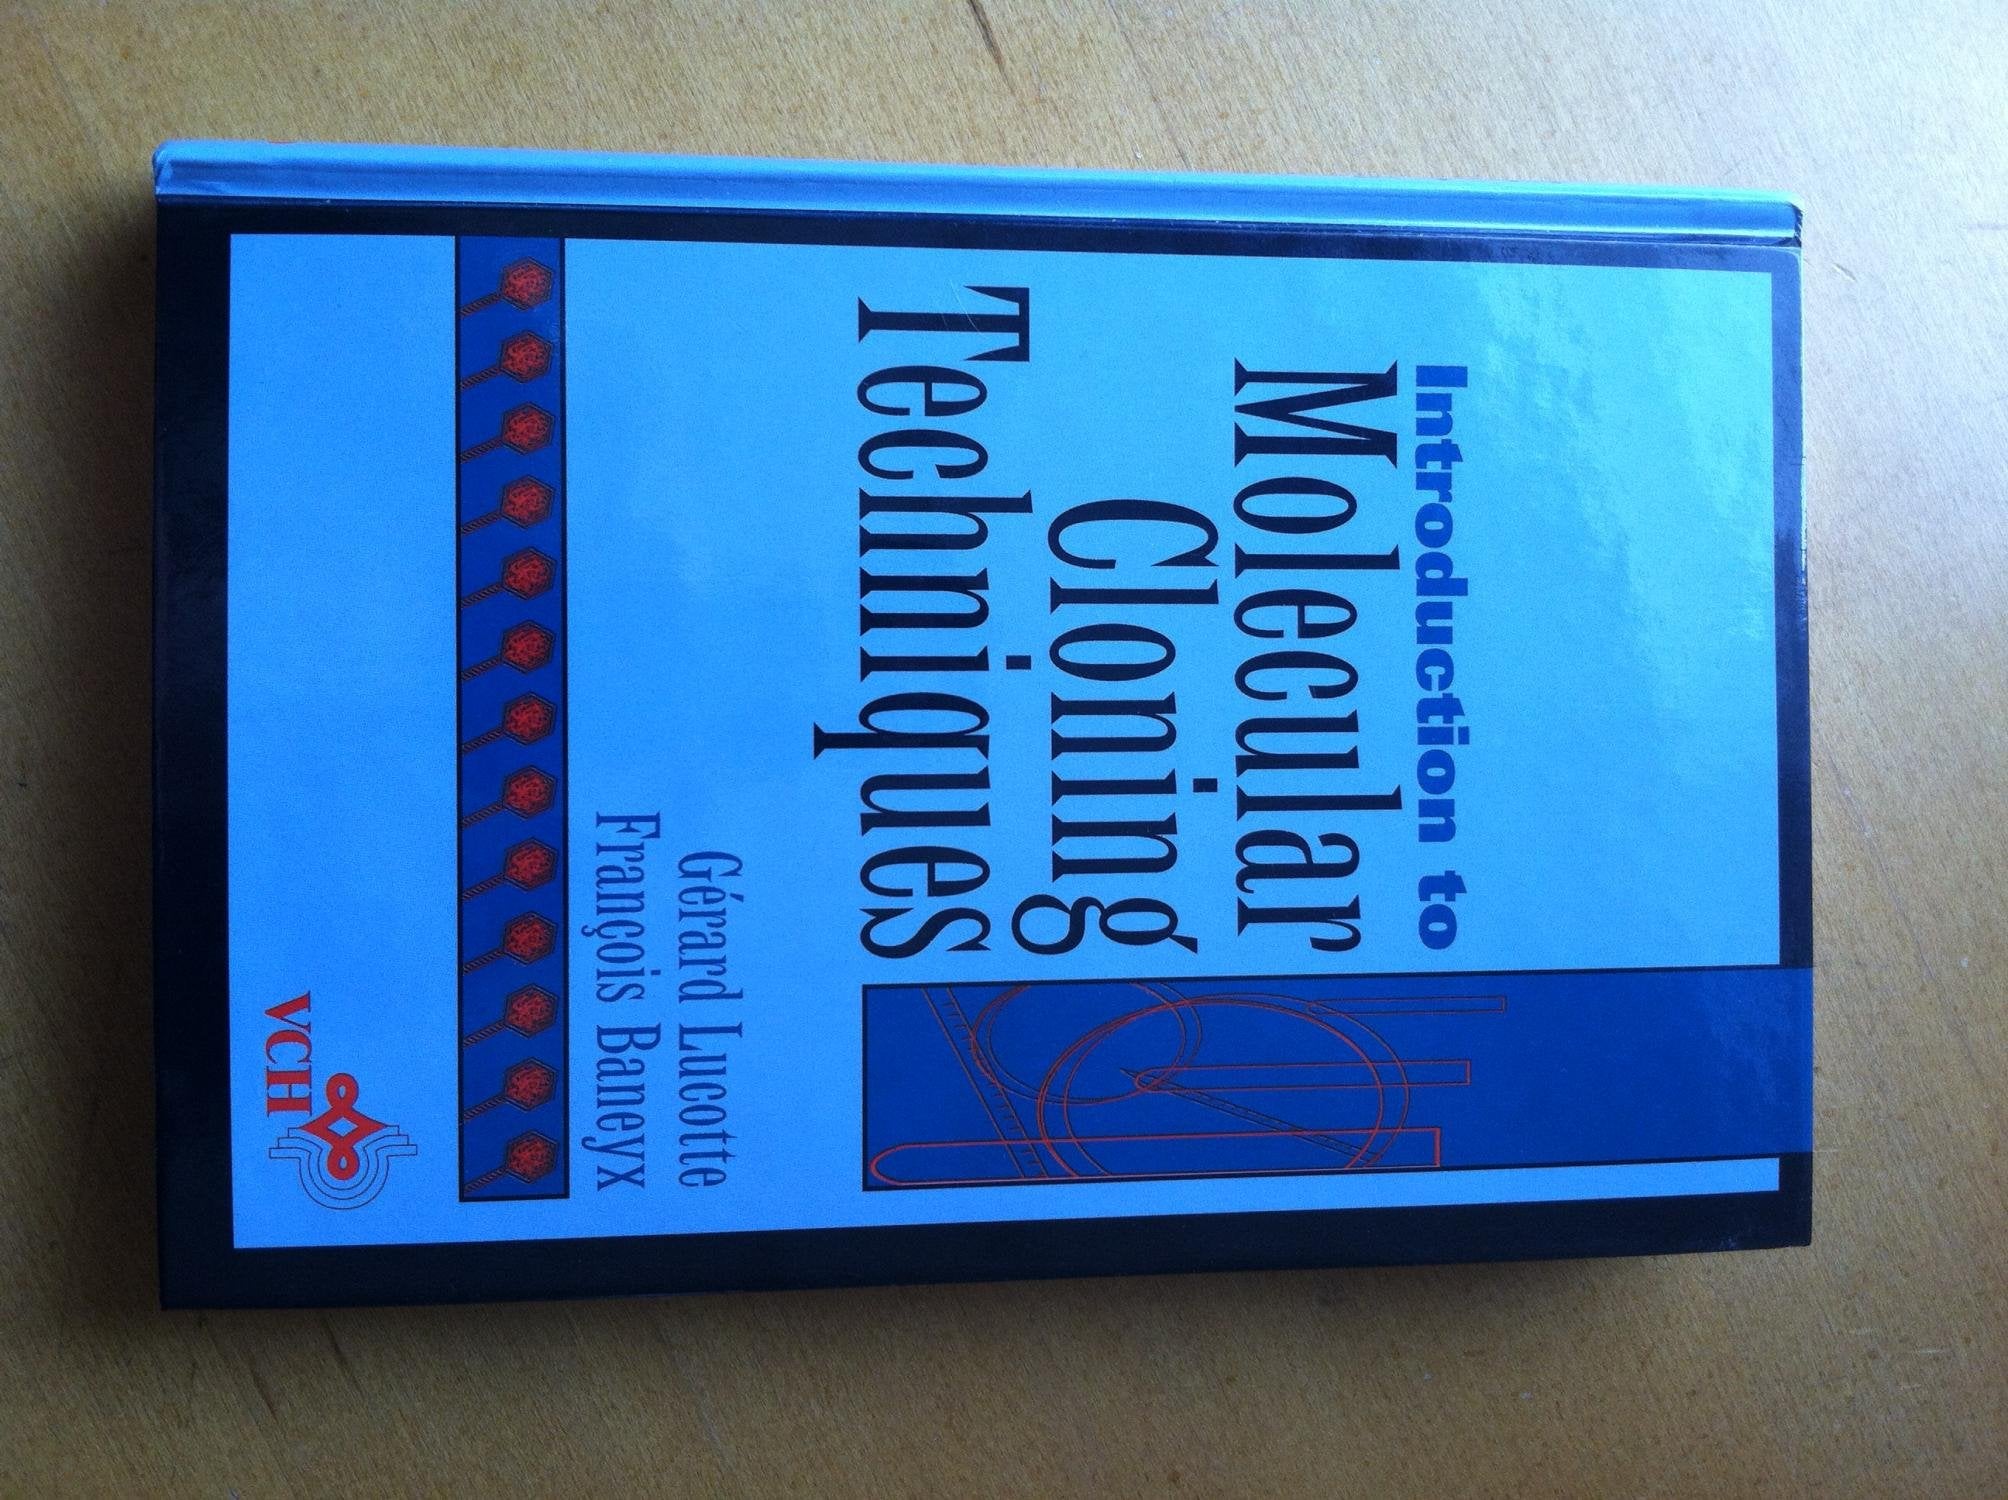 Introduction to
Molecular
Cloning
Techniques
Gérard Lucotte
François Baneyx
VCH